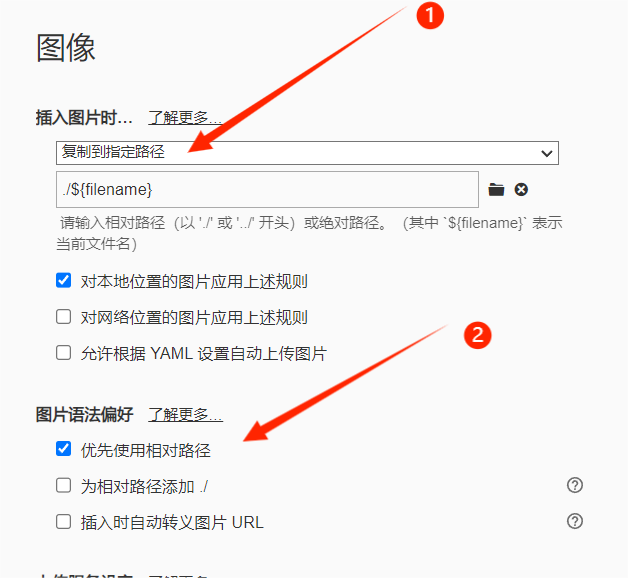 1
图像
插入图片时... 了解更多...
复制到指定路径
./${filename}
请输入相对路径（以 './' 或 '../' 开头）或绝对路径。（其中 `${filename}` 表示
当前文件名）
对本地位置的图片应用上述规则
对网络位置的图片应用上述规则
允许根据 YAML 设置自动上传图片
2
图片语法偏好 了解更多...
优先使用相对路径
为相对路径添加 ./
插入时自动转义图片 URL